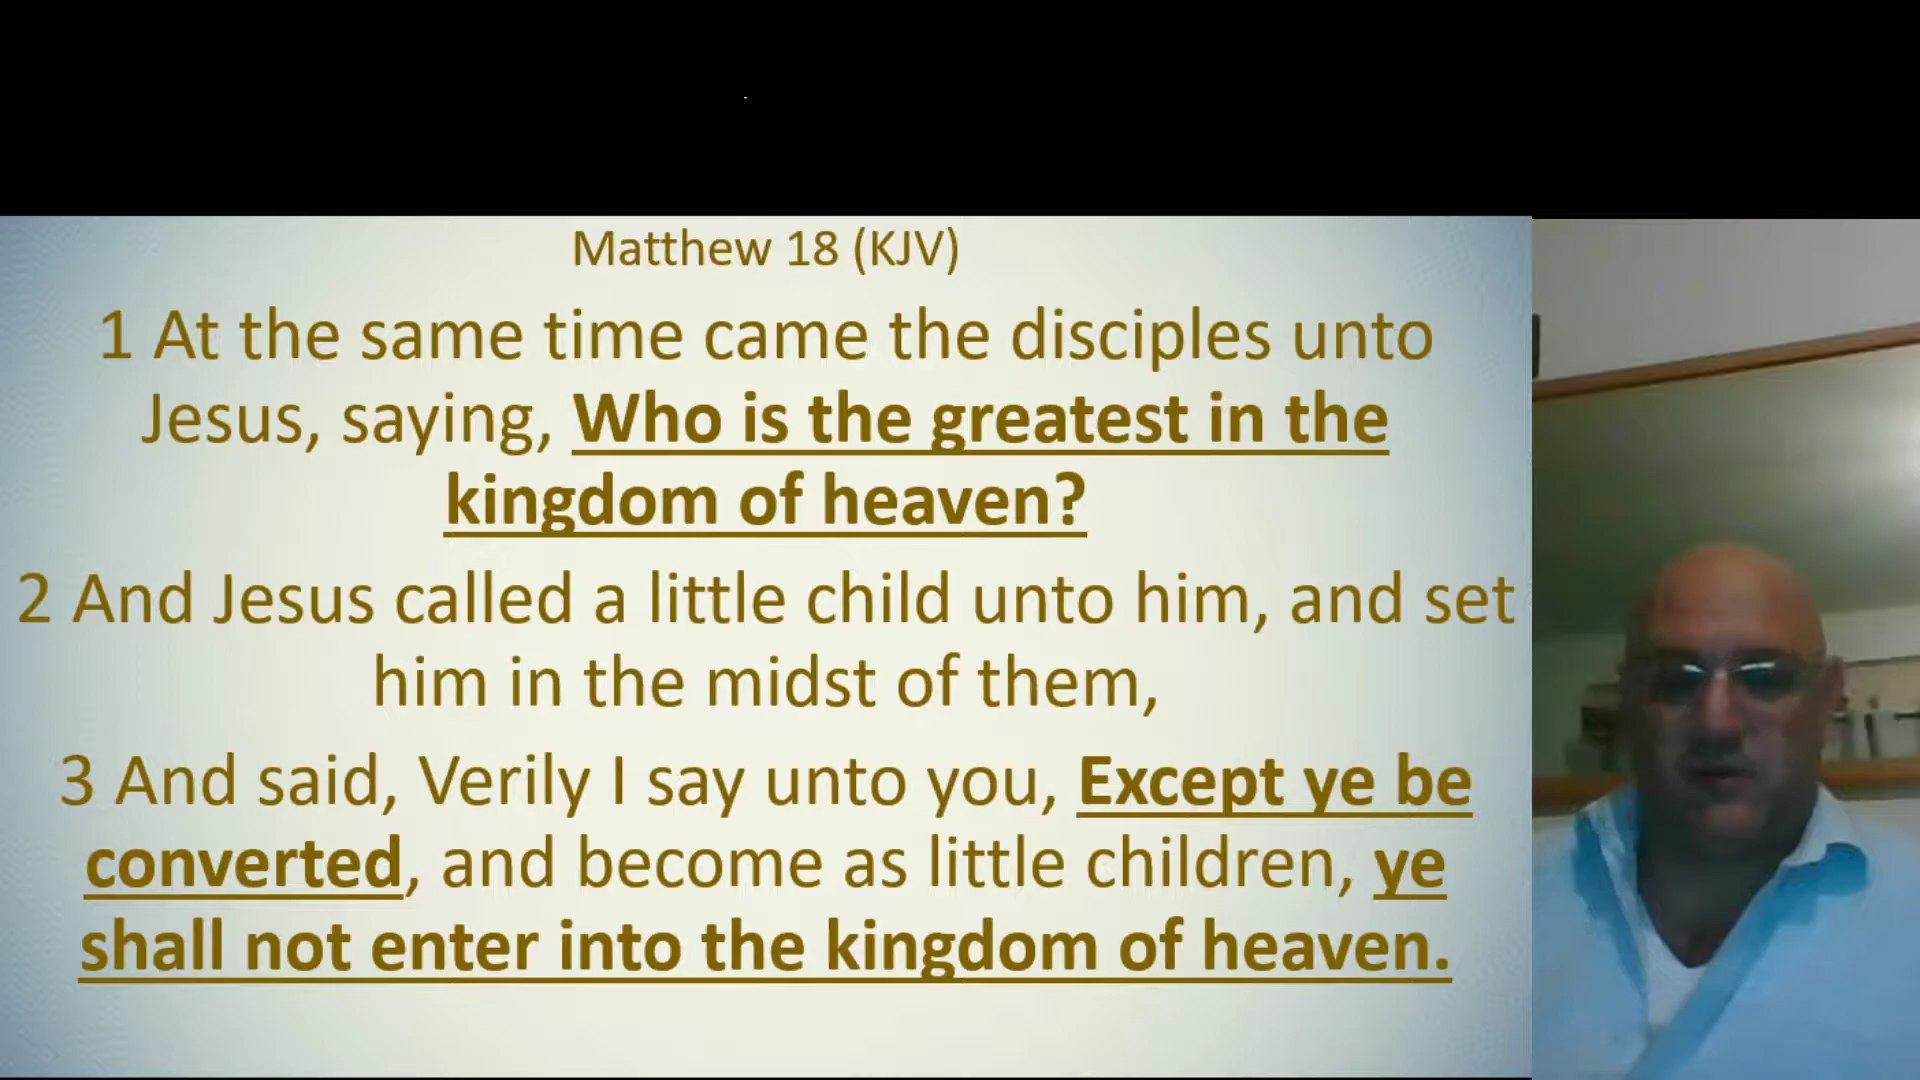 Matthew 18 (KJV)
1 At the same time came the disciples unto
Jesus, saying, Who is the greatest in the
kingdom of heaven?
2 And Jesus called a little child unto him, and set
him in the midst of them,
3 And said, Verily I say unto you, Except ye be
converted, and become as little children, ye
shall not enter into the kingdom of heaven.